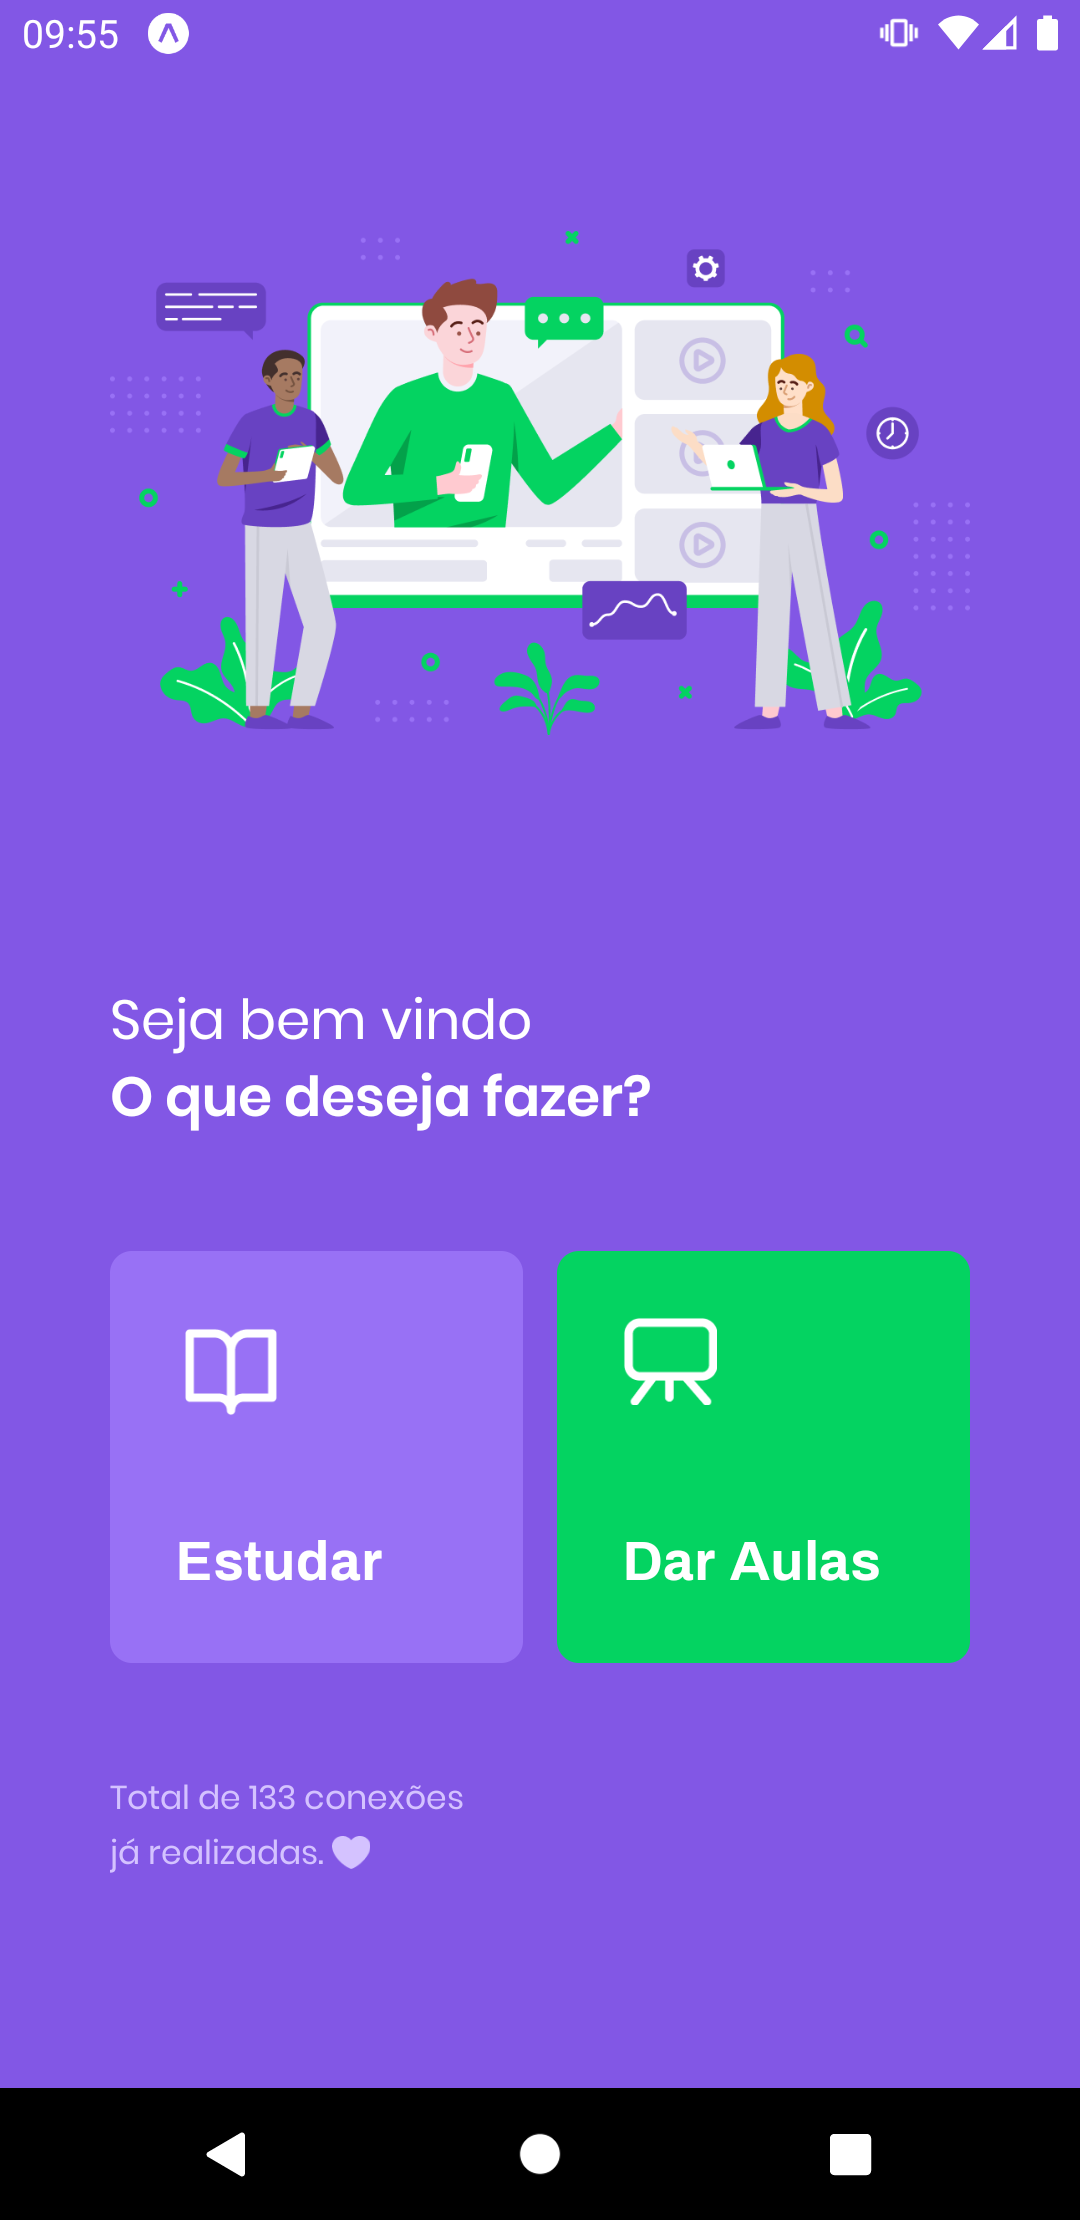 09:55
Seja bem vindo
O que deseja fazer?
Estudar
Dar Aulas
Total de 133 conexões
já realizadas.